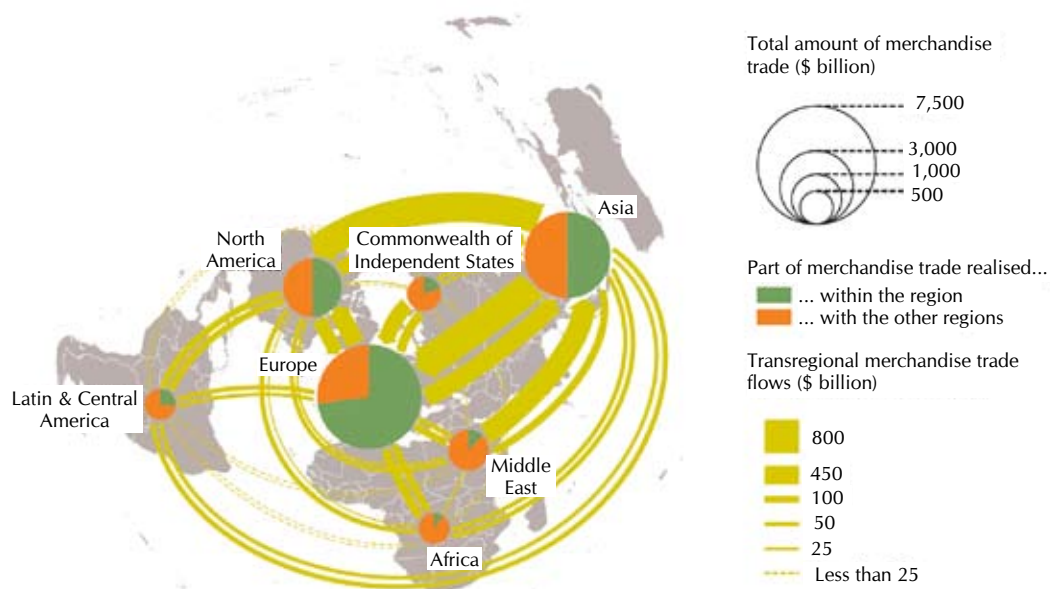 Total amount of merchandise
trade ($ billion)
7,500
3,000
1,000
500
Asia
North
America
Commonwealth of
Independent States
Part of merchandise trade realised...
... within the region
... with the other regions
Europe
Transregional merchandise trade
flows ($ billion)
Latin & Central
America
800
450
100
50
25
Less than 25
Middle
East
Africa